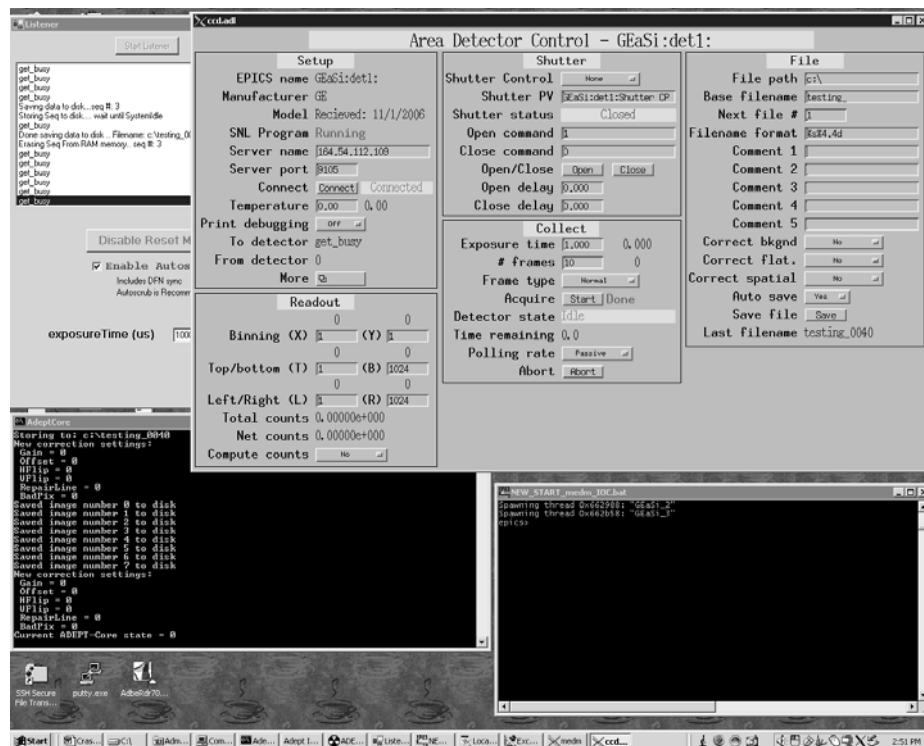 Listener
Start Listener
get_busy
get_busy
get_busy
get_busy
Saving data to disk...seq #: 3
Storing Seq to disk.... wait until SystemIdle
get_busy
Done saving data to disk .. Filename: c:\testing_00
Erasing Seq From RAM memory.. seq #: 3
get_busy
get_busy
get_busy
get_busy
get_busy
get_busy
Disable Reset M
Enable Autos
Includes DFN sync
Autoscrub is Recomm
exposureTime (us) 1000
ccd.adl
Area Detector Control - GEaSi:det1:
Setup
EPICS name GEaSi:det1:
Manufacturer GE
Model Recieved: 11/1/2006
SNL Program Running
Server name 164.54.112.109
Server port 9105
Connect Connect Connected
Temperature 0.00 0.00
Print debugging Off
To detector get_busy
From detector 0
More
Readout
0 0
Binning (X) 1 (Y) 1
0 0
Top/bottom (T) 1 (B) 1024
0 0
Left/Right (L) 1 (R) 1024
Total counts 0.00000e+000
Net counts 0.00000e+000
Compute counts No
Shutter
Shutter Control None
Shutter PV GEaSi:det1:Shutter CP
Shutter status Closed
Open command 1
Close command 0
Open/Close Open Close
Open delay 0.000
Close delay 0.000
Collect
Exposure time 1.000 0.000
# frames 10 0
Frame type Normal
Acquire Start Done
Detector state Idle
Time remaining 0.0
Polling rate Passive
Abort Abort
File
File path c:\
Base filename testing_
Next file # 1
Filename format %s%4.4d
Comment 1
Comment 2
Comment 3
Comment 4
Comment 5
Correct bkgnd No
Correct flat. No
Correct spatial No
Auto save Yes
Save file Save
Last filename testing_0040
AdeptCore
Storing to: c:\testing_0040
New correction settings:
Gain = 0
Offset = 0
HFlip = 0
VFlip = 0
RepairLine = 0
BadPix = 0
Saved image number 0 to disk
Saved image number 1 to disk
Saved image number 2 to disk
Saved image number 3 to disk
Saved image number 4 to disk
Saved image number 5 to disk
Saved image number 6 to disk
Saved image number 7 to disk
New correction settings:
Gain = 0
Offset = 0
HFlip = 0
VFlip = 0
RepairLine = 0
BadPix = 0
Current ADEPT-Core state = 0
NEW_START_medm_IOC.bat
Spawning thread 0x662988: "GEaSi_2"
Spawning thread 0x662b58: "GEaSi_3"
epics>
SSH Secure
File Trans...
putty.exe
AdbeRdr70...
Start Cras... C:\ Adm... Com... Ade... Adept I... ADE... Liste... NE... Loca... Exc... medm ccd... 2:51 PM